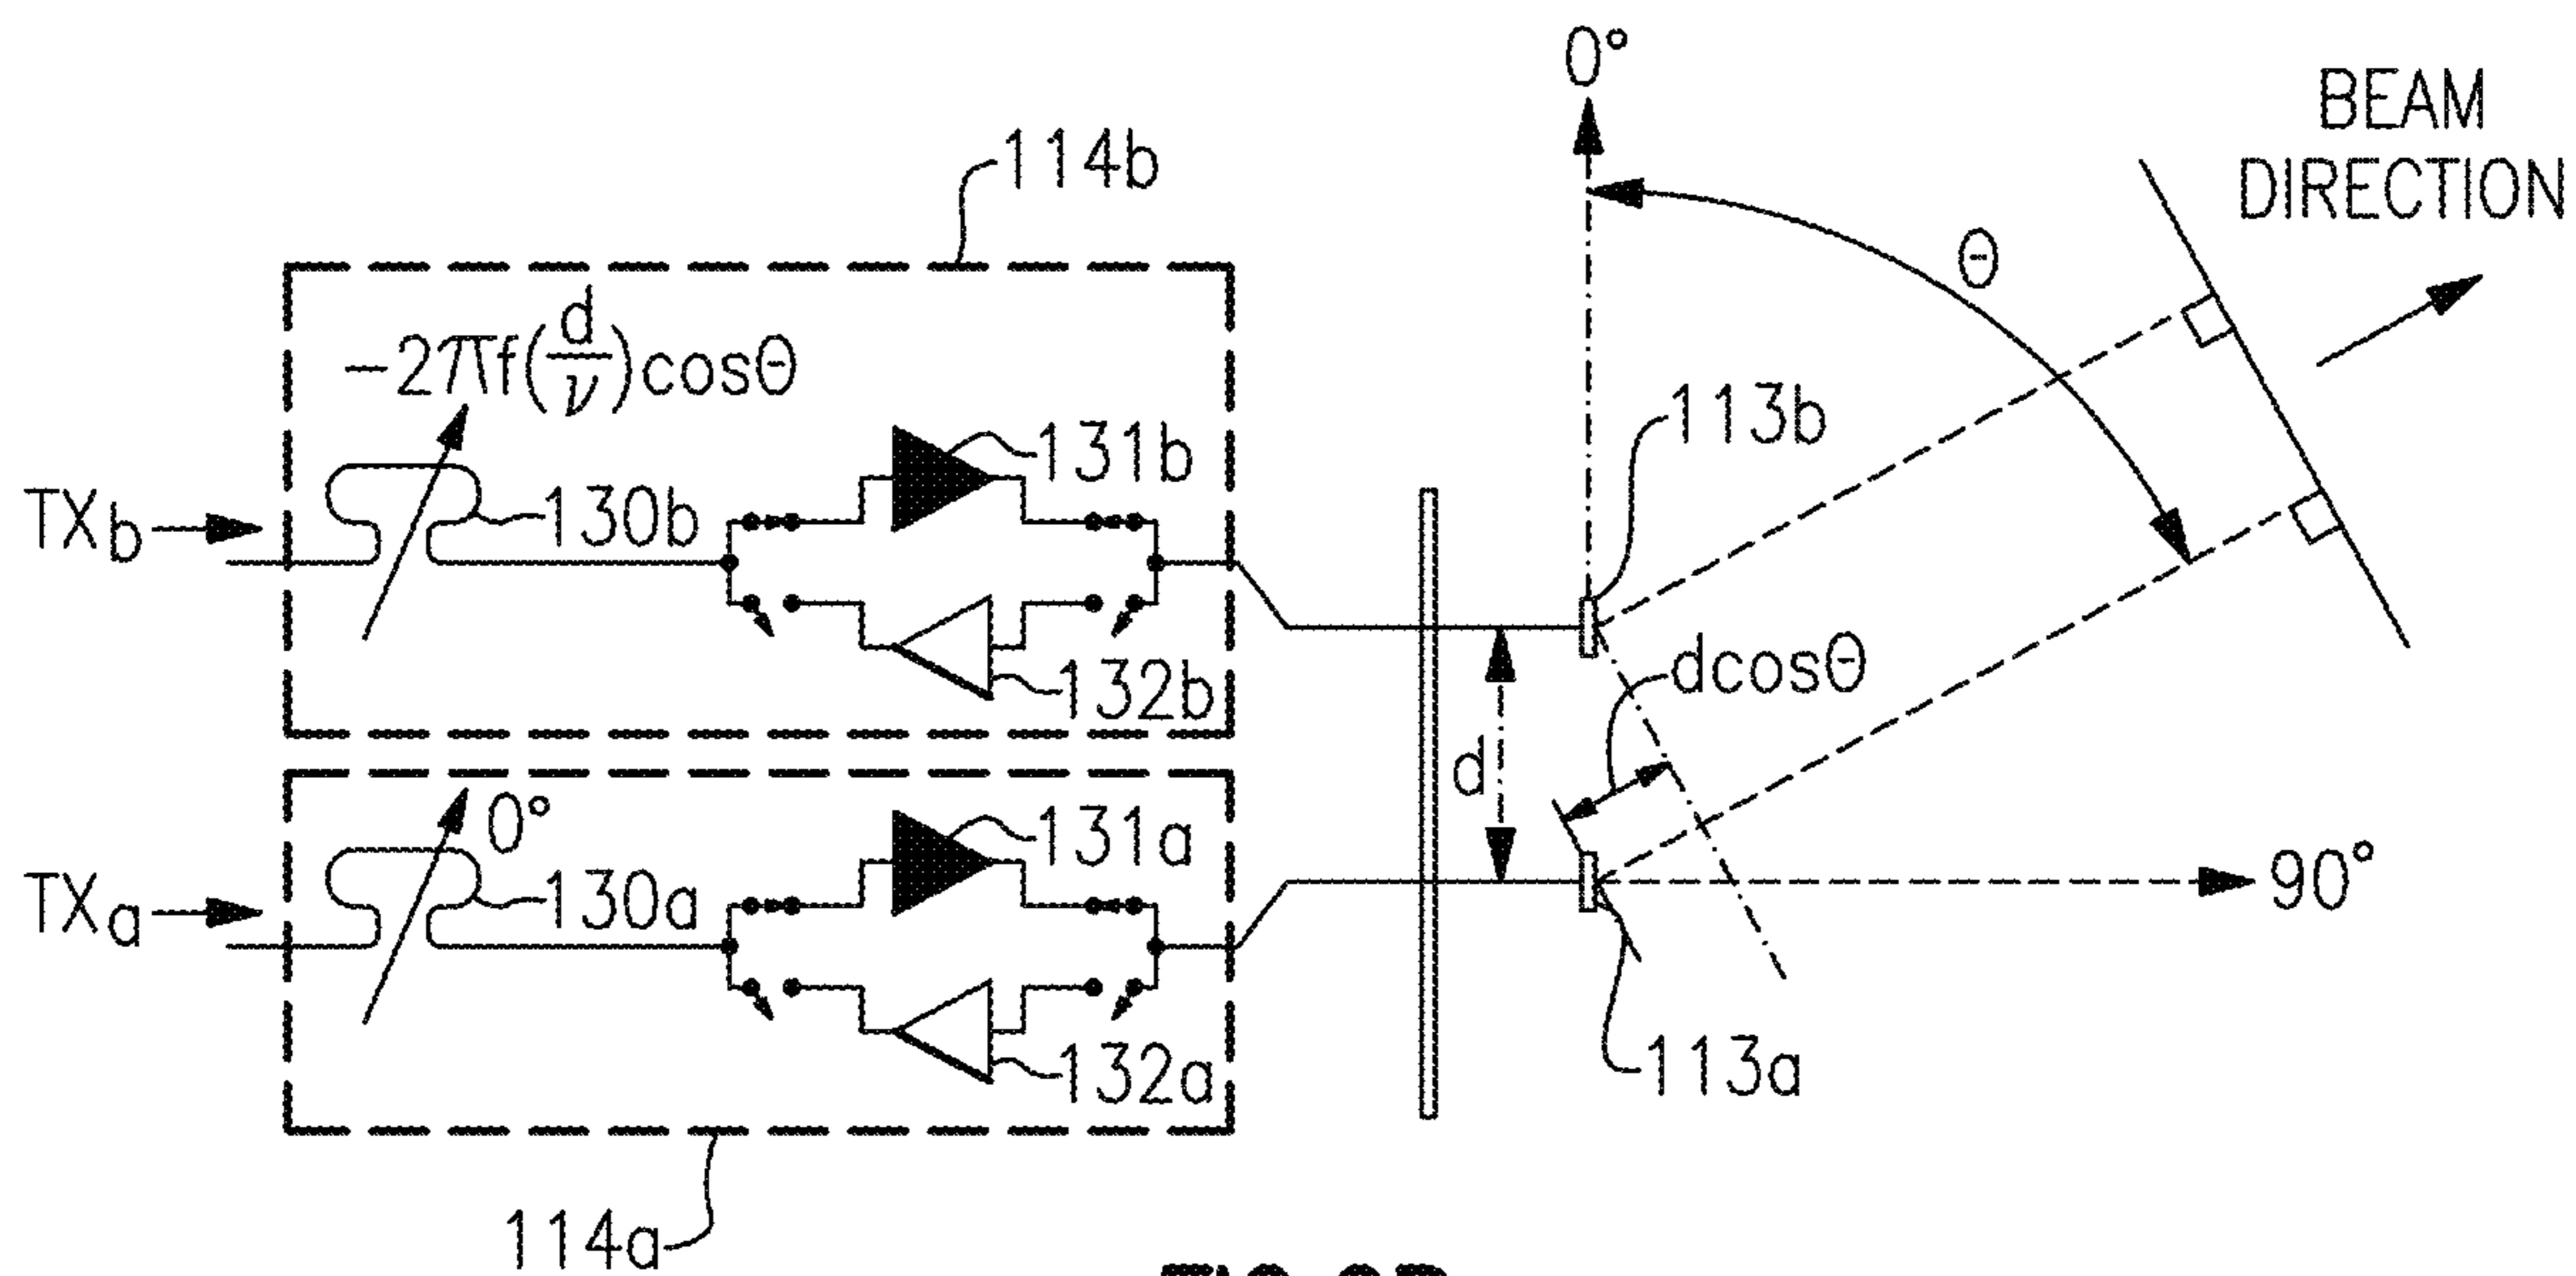 0°
BEAM
DIRECTION
114b
θ
−2πf(d/ν)cosθ
113b
131b
TXb
130b
dcosθ
132b
d
0°
131a
TXa
130a
90°
132a
113a
114a